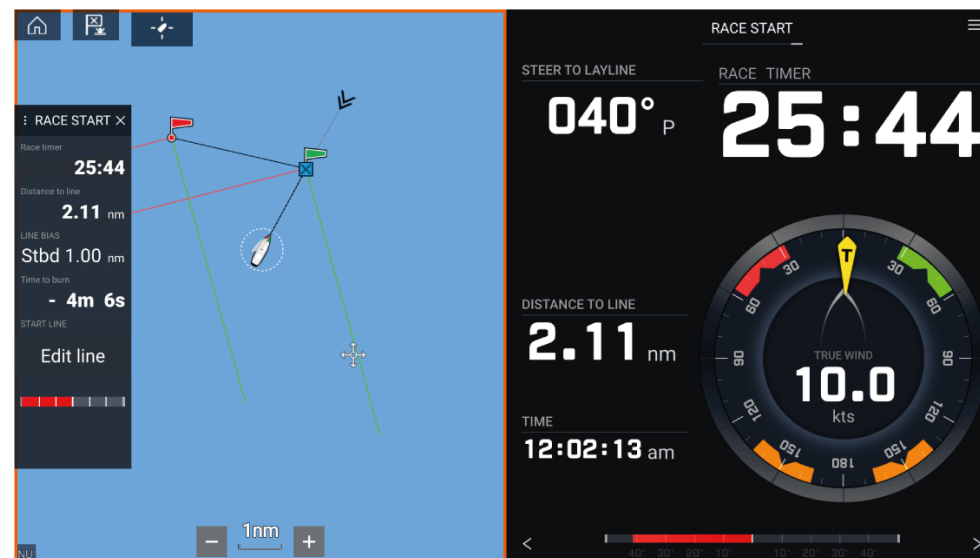 RACE START
Race timer
25:44
Distance to line
2.11 nm
LINE BIAS
Stbd 1.00 nm
Time to burn
- 4m 6s
START LINE
Edit line
NU
− 1nm +
RACE START
STEER TO LAYLINE
040° P
RACE TIMER
25:44
DISTANCE TO LINE
2.11 nm
TIME
12:02:13 am
T
30 30
60 60
90 90
120 120
150 150
180
TRUE WIND
10.0
kts
40° 30° 20° 10° 10° 20° 30° 40°